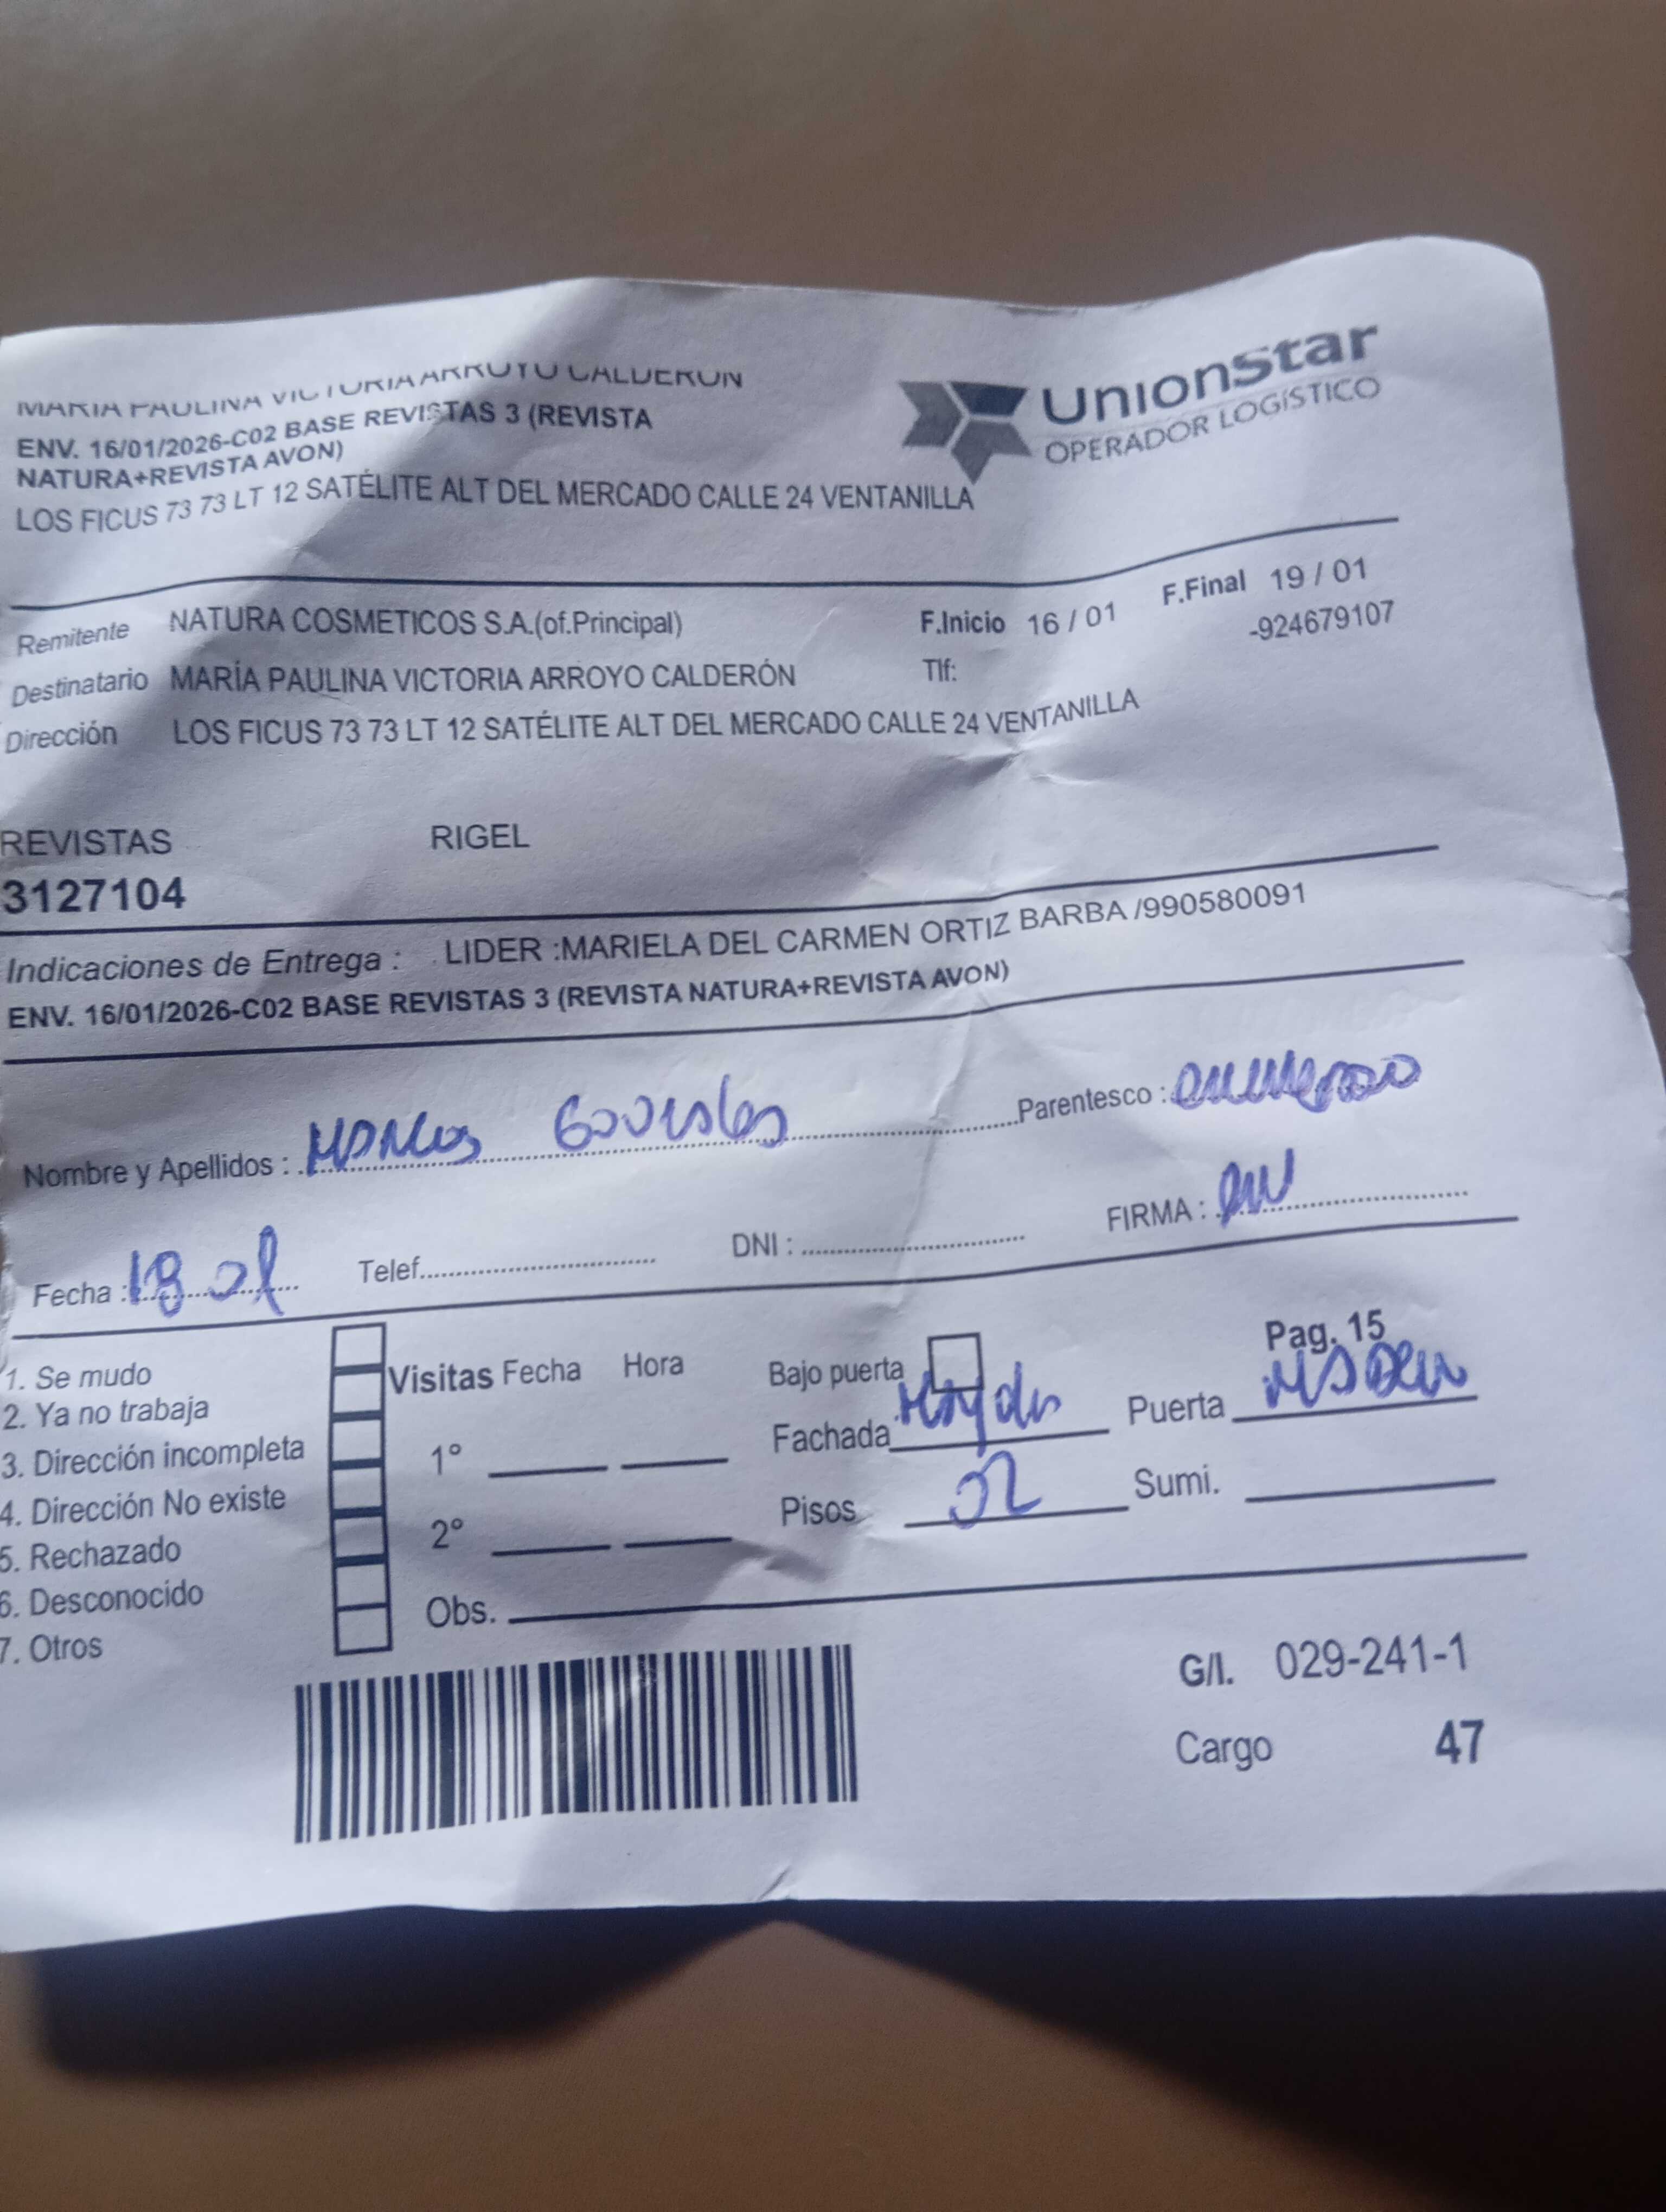 MARÍA PAULINA VICTORIA ARROYO CALDERÓN
ENV. 16/01/2026-C02 BASE REVISTAS 3 (REVISTA
NATURA+REVISTA AVON)
LOS FICUS 73 73 LT 12 SATÉLITE ALT DEL MERCADO CALLE 24 VENTANILLA
UnionStar
OPERADOR LOGÍSTICO
Remitente NATURA COSMETICOS S.A.(of.Principal) F.Inicio 16 / 01 F.Final 19 / 01
Destinatario MARÍA PAULINA VICTORIA ARROYO CALDERÓN Tlf: -924679107
Dirección LOS FICUS 73 73 LT 12 SATÉLITE ALT DEL MERCADO CALLE 24 VENTANILLA
REVISTAS RIGEL
3127104
Indicaciones de Entrega : LIDER :MARIELA DEL CARMEN ORTIZ BARBA /990580091
ENV. 16/01/2026-C02 BASE REVISTAS 3 (REVISTA NATURA+REVISTA AVON)
Nombre y Apellidos : Marcos Parentesco :
Fecha : 18 01 Telef. DNI : FIRMA :
Pag. 15
1. Se mudo
2. Ya no trabaja
3. Dirección incompleta
4. Dirección No existe
5. Rechazado
6. Desconocido
7. Otros
Visitas Fecha Hora
1°
2°
Obs.
Bajo puerta
Fachada Puerta
Pisos 02 Sumi.
G/I. 029-241-1
Cargo 47